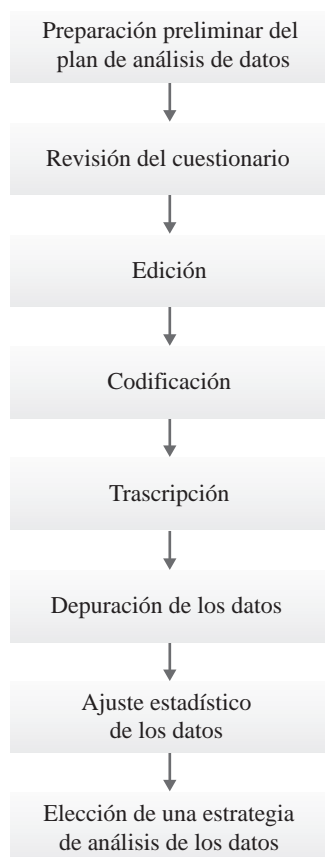 Preparación preliminar del
plan de análisis de datos
Revisión del cuestionario
Edición
Codificación
Trascripción
Depuración de los datos
Ajuste estadístico
de los datos
Elección de una estrategia
de análisis de los datos